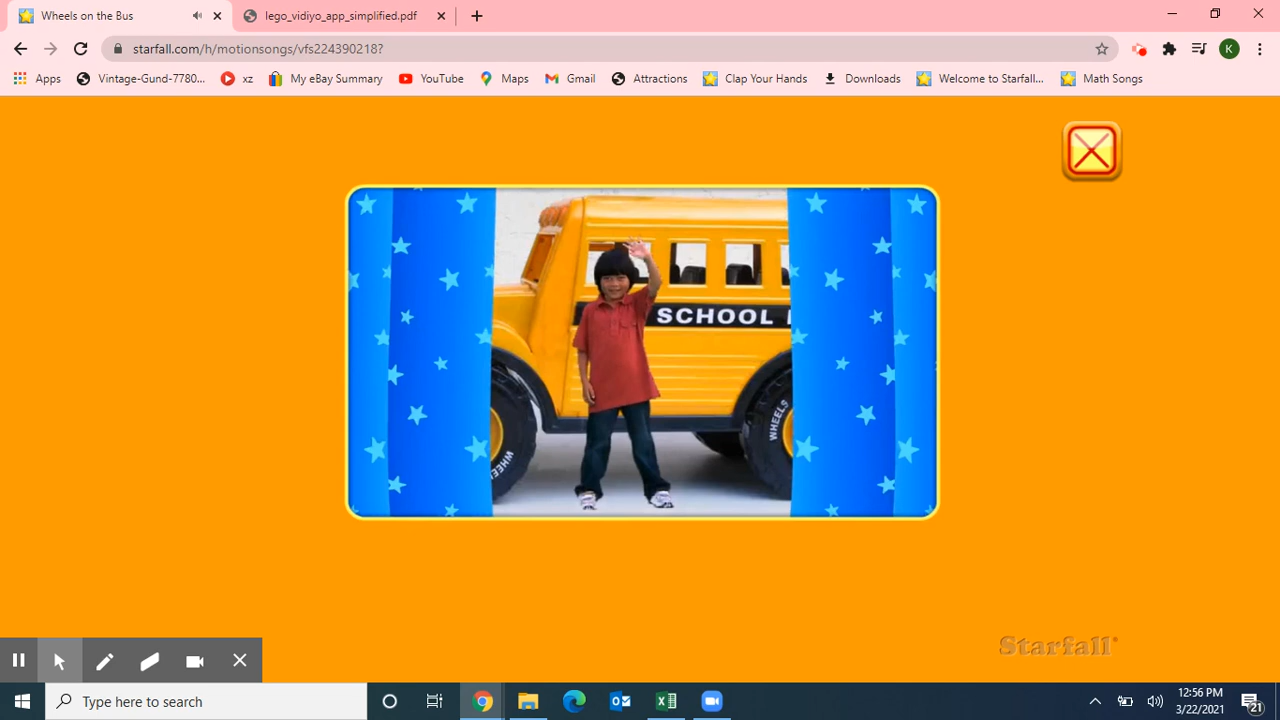 Wheels on the Bus
lego_vidiyo_app_simplified.pdf
starfall.com/h/motionsongs/vfs224390218?
K
Apps
Vintage-Gund-7780...
xz
My eBay Summary
YouTube
Maps
Gmail
Attractions
Clap Your Hands
Downloads
Welcome to Starfall...
Math Songs
SCHOOL
WHEELS
WHEE
Starfall
Type here to search
12:56 PM
3/22/2021
21